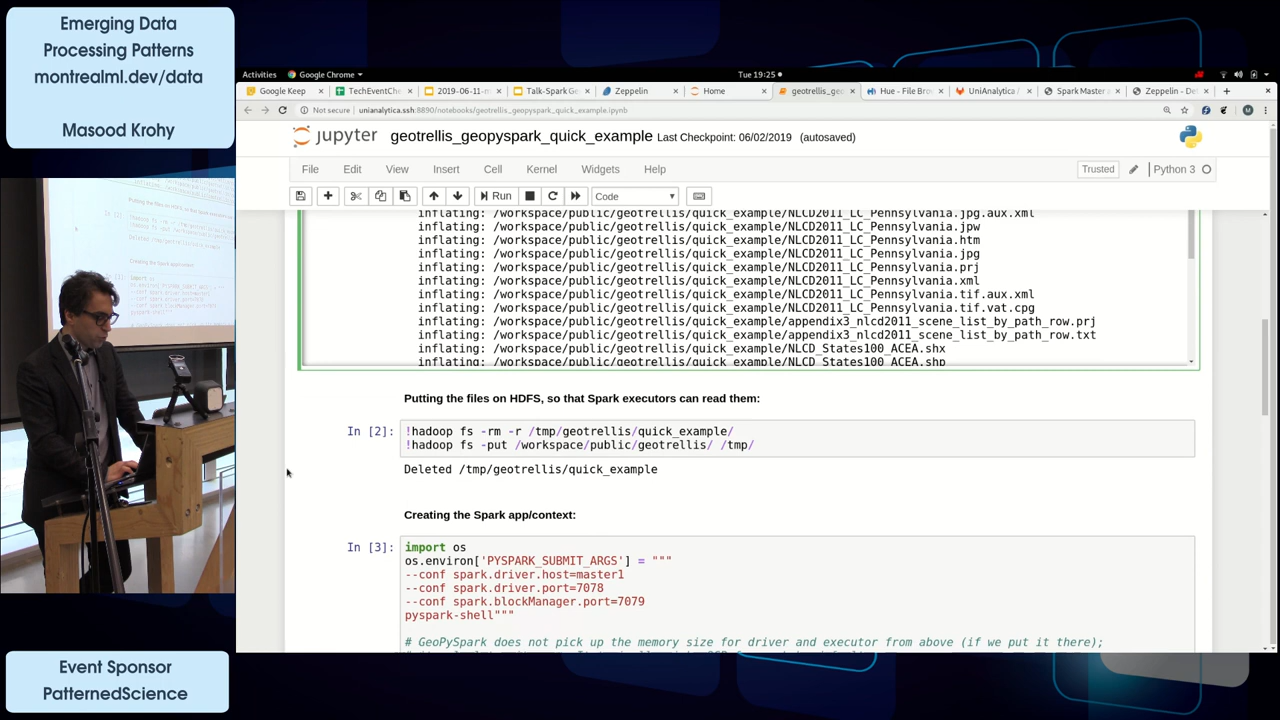 Emerging Data
Processing Patterns
montrealml.dev/data
Masood Krohy
Activities
Google Chrome
Tue 19:25
Google Keep
TechEventChe
2019-06-11-m
Talk-Spark Ge
Zeppelin
Home
geotrellis_geo
Hue - File Bro
UniAnalytica /
Spark Master a
Zeppelin - De
Not secure | unianalytica.ssh:8890/notebooks/geotrellis_geopyspark_quick_example.ipynb
jupyter geotrellis_geopyspark_quick_example Last Checkpoint: 06/02/2019 (autosaved)
File Edit View Insert Cell Kernel Widgets Help
Trusted
Python 3
Run
Code
inflating: /workspace/public/geotrellis/quick_example/NLCD2011_LC_Pennsylvania.jpg.aux.xml
inflating: /workspace/public/geotrellis/quick_example/NLCD2011_LC_Pennsylvania.jpw
inflating: /workspace/public/geotrellis/quick_example/NLCD2011_LC_Pennsylvania.htm
inflating: /workspace/public/geotrellis/quick_example/NLCD2011_LC_Pennsylvania.jpg
inflating: /workspace/public/geotrellis/quick_example/NLCD2011_LC_Pennsylvania.prj
inflating: /workspace/public/geotrellis/quick_example/NLCD2011_LC_Pennsylvania.xml
inflating: /workspace/public/geotrellis/quick_example/NLCD2011_LC_Pennsylvania.tif.aux.xml
inflating: /workspace/public/geotrellis/quick_example/NLCD2011_LC_Pennsylvania.tif.vat.cpg
inflating: /workspace/public/geotrellis/quick_example/appendix3_nlcd2011_scene_list_by_path_row.prj
inflating: /workspace/public/geotrellis/quick_example/appendix3_nlcd2011_scene_list_by_path_row.txt
inflating: /workspace/public/geotrellis/quick_example/NLCD_States100_ACEA.shx
inflating: /workspace/public/geotrellis/quick_example/NLCD_States100_ACEA.shp
Putting the files on HDFS, so that Spark executors can read them:
In [2]: !hadoop fs -rm -r /tmp/geotrellis/quick_example/
!hadoop fs -put /workspace/public/geotrellis/ /tmp/
Deleted /tmp/geotrellis/quick_example
Creating the Spark app/context:
In [3]: import os
os.environ['PYSPARK_SUBMIT_ARGS'] = """
--conf spark.driver.host=master1
--conf spark.driver.port=7078
--conf spark.blockManager.port=7079
pyspark-shell"""
# GeoPySpark does not pick up the memory size for driver and executor from above (if we put it there);
Event Sponsor
PatternedScience